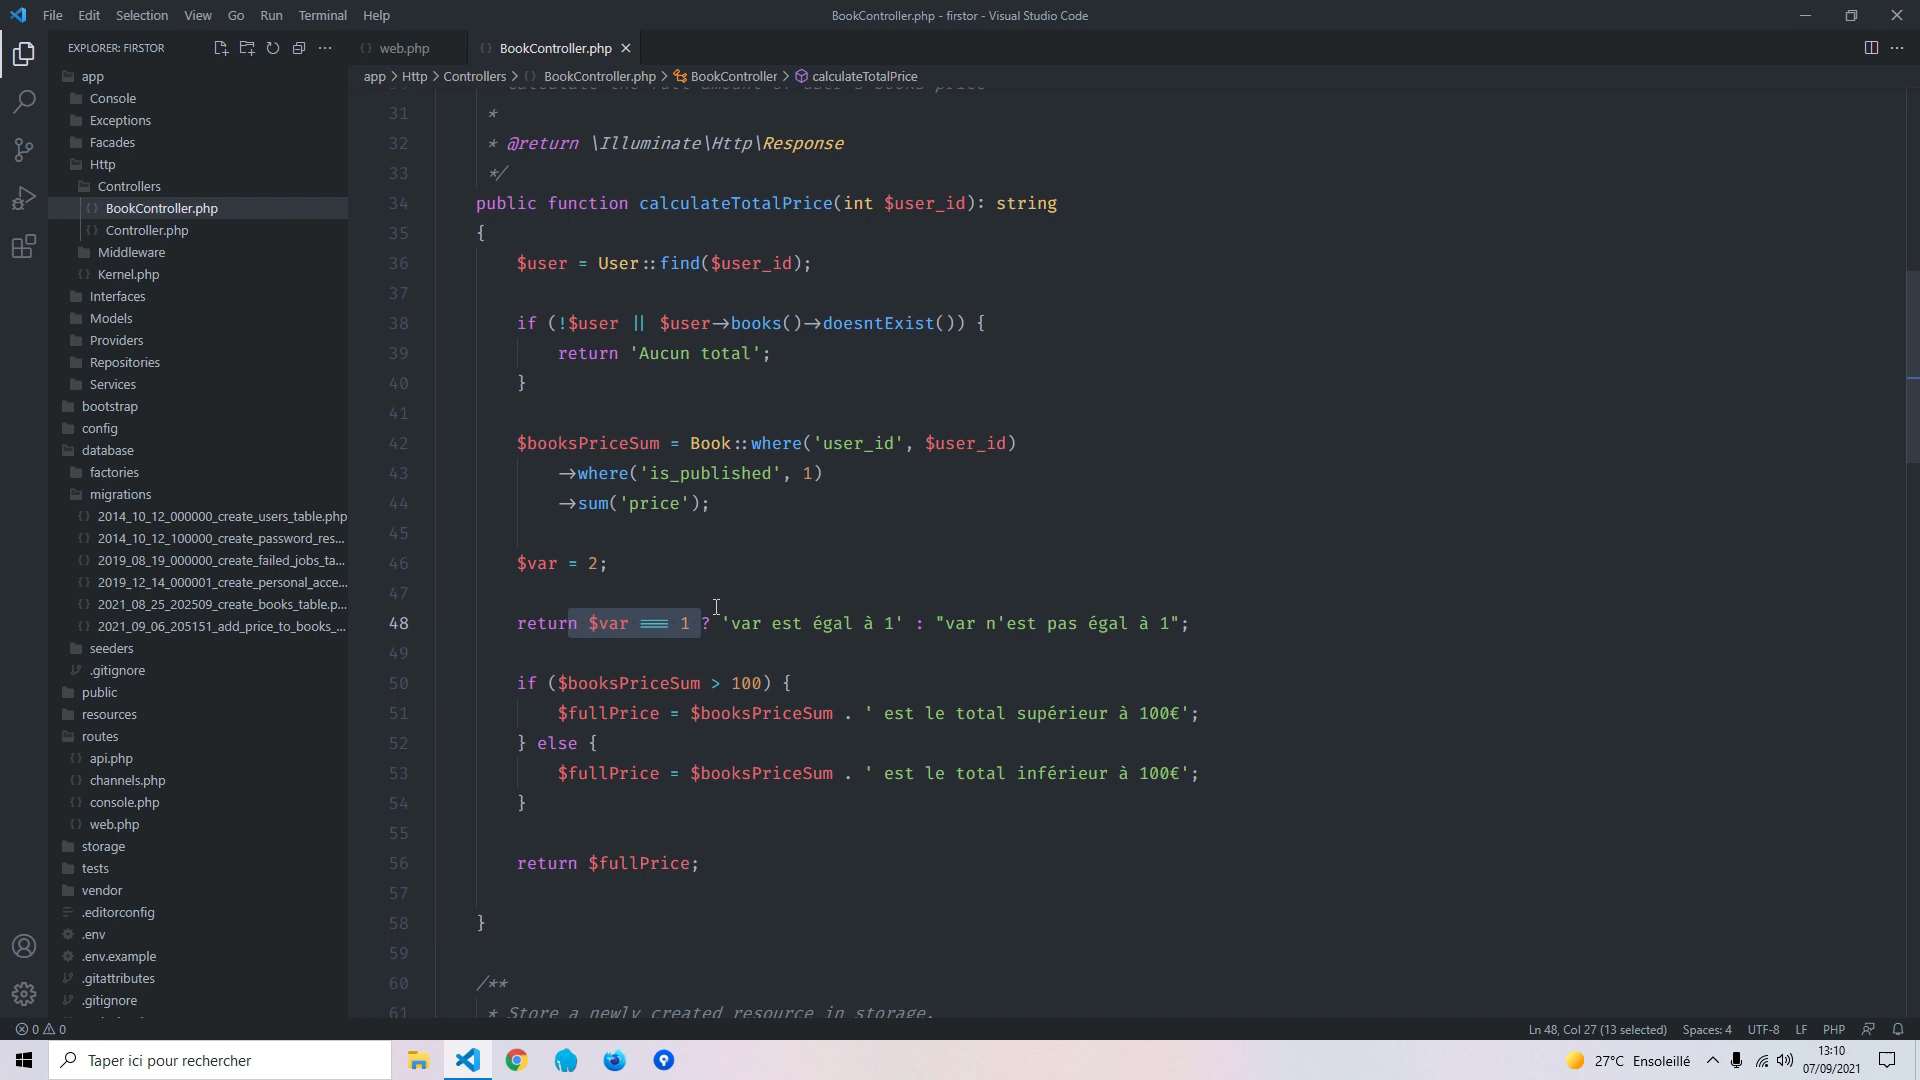 File Edit Selection View Go Run Terminal Help
BookController.php - firstor - Visual Studio Code
EXPLORER: FIRSTOR
web.php
BookController.php
app > Http > Controllers > BookController.php > BookController > calculateTotalPrice
app
Console
Exceptions
Facades
Http
Controllers
BookController.php
Controller.php
Middleware
Kernel.php
Interfaces
Models
Providers
Repositories
Services
bootstrap
config
database
factories
migrations
2014_10_12_000000_create_users_table.php
2014_10_12_100000_create_password_res...
2019_08_19_000000_create_failed_jobs_ta...
2019_12_14_000001_create_personal_acce...
2021_08_25_202509_create_books_table.p...
2021_09_06_205151_add_price_to_books_...
seeders
.gitignore
public
resources
routes
api.php
channels.php
console.php
web.php
storage
tests
vendor
.editorconfig
.env
.env.example
.gitattributes
.gitignore
31 *
32 * @return \Illuminate\Http\Response
33 */
34 public function calculateTotalPrice(int $user_id): string
35 {
36 $user = User::find($user_id);
37
38 if (!$user || $user->books()->doesntExist()) {
39 return 'Aucun total';
40 }
41
42 $booksPriceSum = Book::where('user_id', $user_id)
43 ->where('is_published', 1)
44 ->sum('price');
45
46 $var = 2;
47
48 return $var === 1 ? 'var est égal à 1' : "var n'est pas égal à 1";
49
50 if ($booksPriceSum > 100) {
51 $fullPrice = $booksPriceSum . ' est le total supérieur à 100€';
52 } else {
53 $fullPrice = $booksPriceSum . ' est le total inférieur à 100€';
54 }
55
56 return $fullPrice;
57
58 }
59
60 /**
61 * Store a newly created resource in storage.
0 0
Ln 48, Col 27 (13 selected) Spaces: 4 UTF-8 LF PHP
Taper ici pour rechercher
27°C Ensoleillé
13:10
07/09/2021